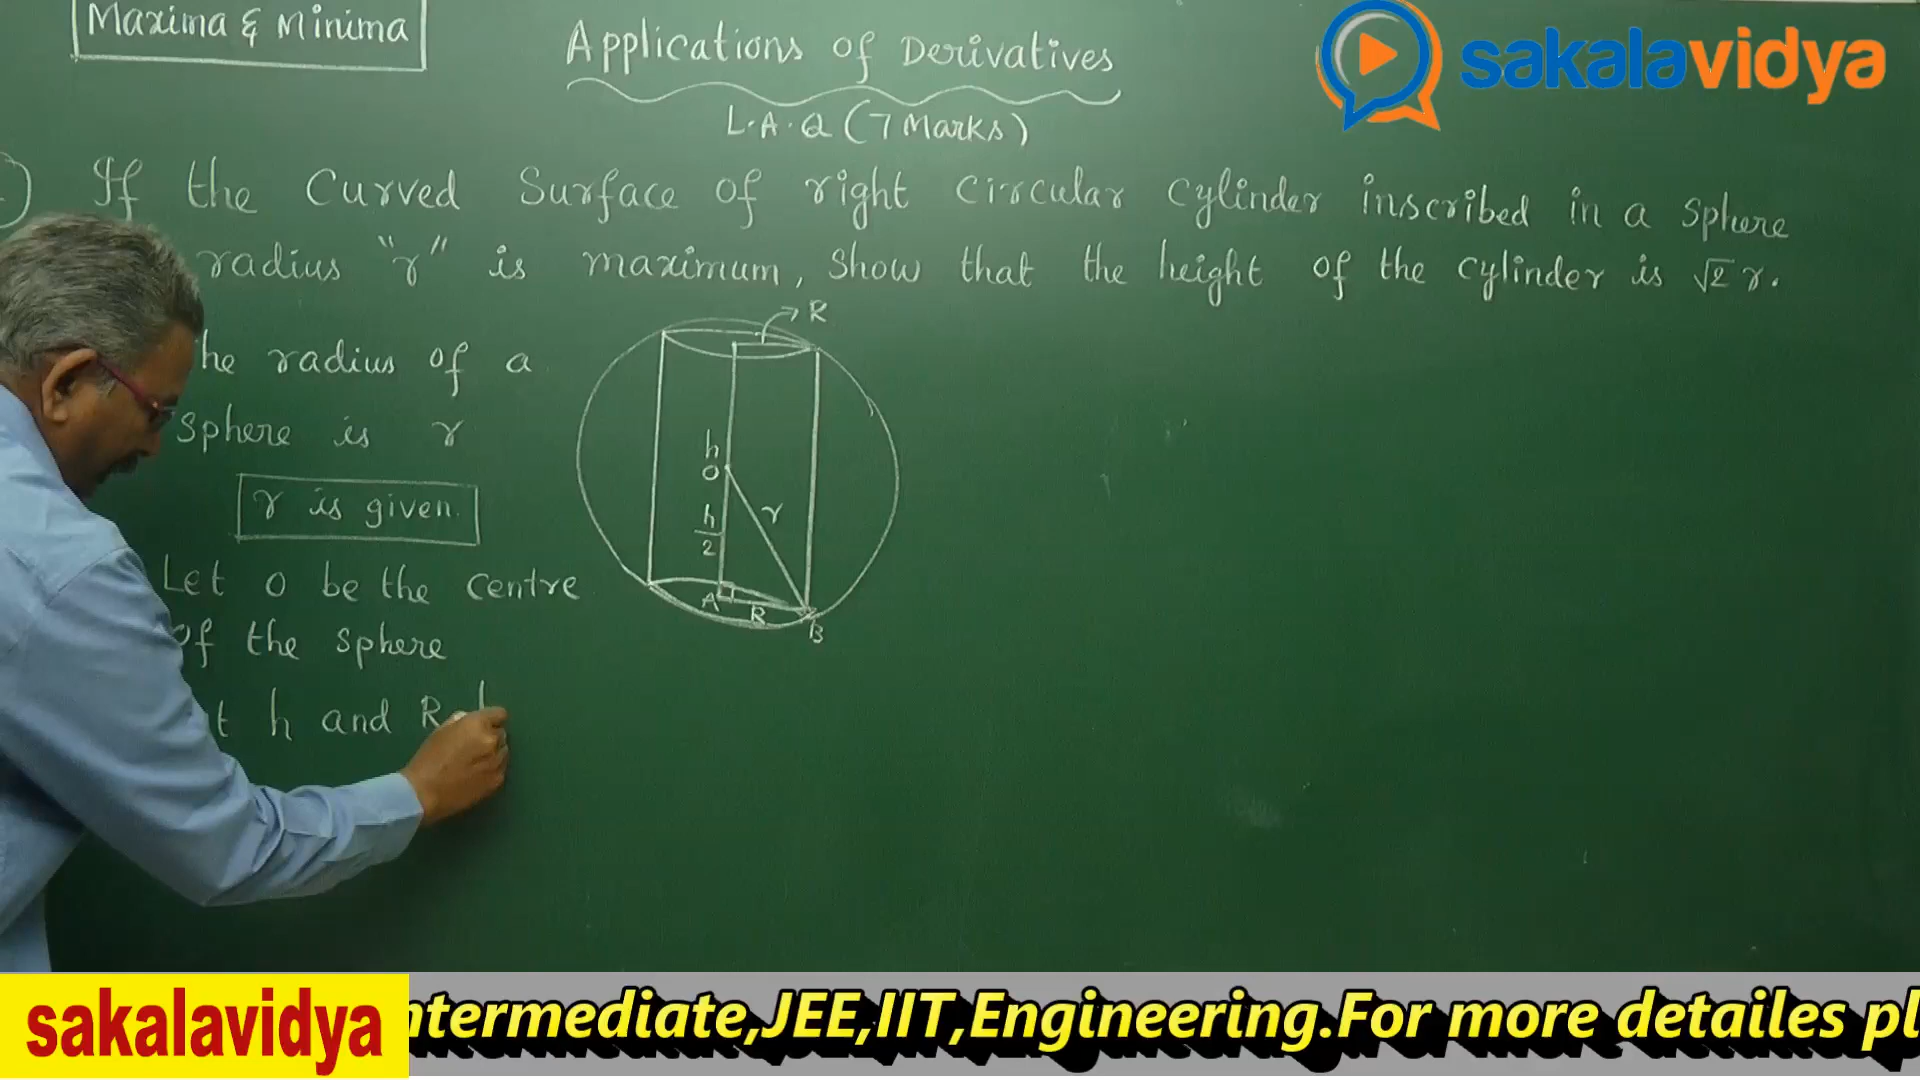 Maxima & Minima
Applications of Derivatives
sakalavidya
L.A.Q (7 Marks)
If the Curved Surface of right Circular Cylinder inscribed in a Sphere
radius "r" is maximum, Show that the height of the cylinder is √2 r.
R
he radius of a
Sphere is r
h
O
r is given.
r
h
2
Let O be the Centre
A
R
B
of the sphere
t h and R
sakalavidya
ntermediate,JEE,IIT,Engineering.For more detailes pl